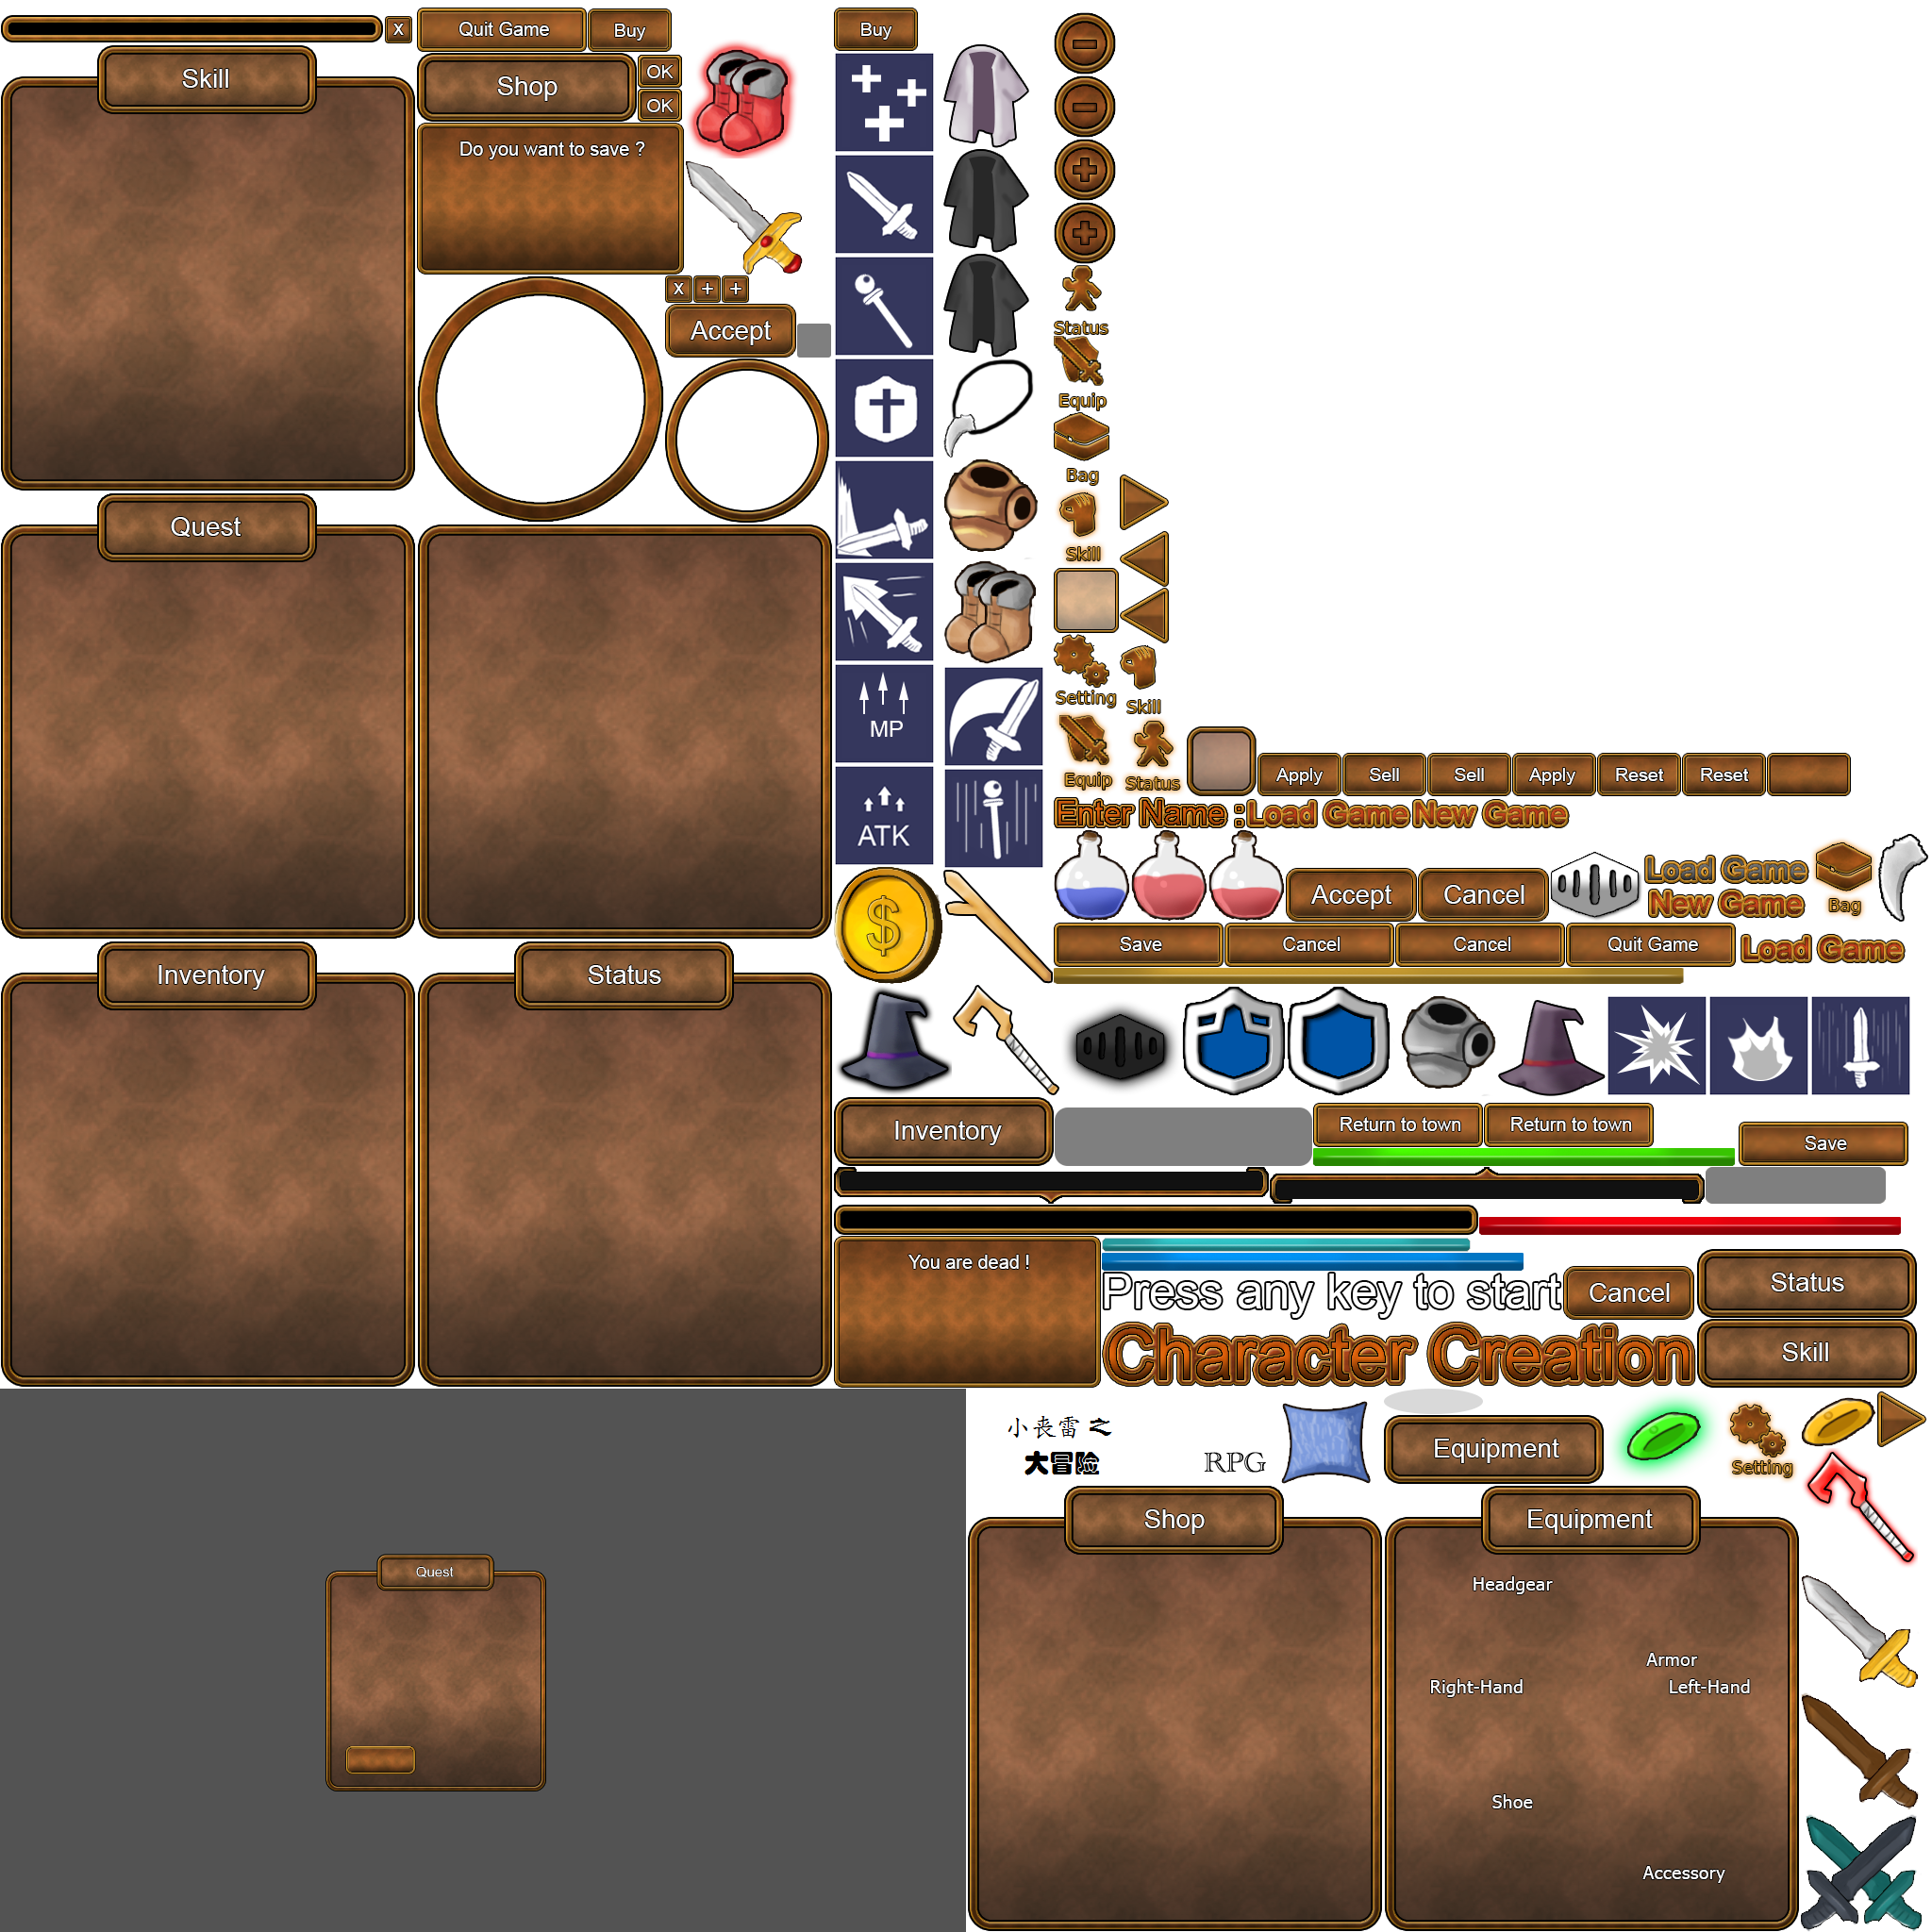 x
Quit Game
Buy
Buy
Skill
Shop
OK
OK
Do you want to save ?
x
+
+
Accept
Status
Equip
Bag
Skill
Quest
Setting
Skill
MP
Equip
Status
Apply
Sell
Sell
Apply
Reset
Reset
Enter Name :
Load Game
New Game
ATK
$
Accept
Cancel
Load Game
New Game
Bag
Save
Cancel
Cancel
Quit Game
Load Game
Inventory
Status
Inventory
Return to town
Return to town
Save
You are dead !
Press any key to start
Cancel
Status
Character Creation
Skill
小丧雷之
大冒险
RPG
Equipment
Setting
Shop
Equipment
Quest
Headgear
Armor
Right-Hand
Left-Hand
Shoe
Accessory